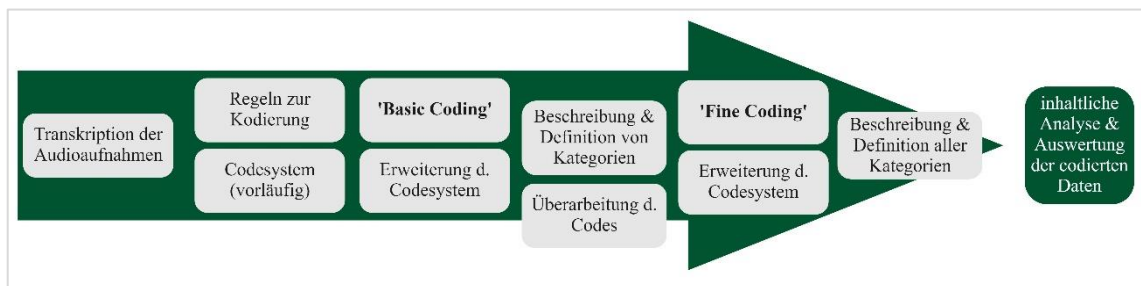 Transkription der
Audioaufnahmen
Regeln zur
Kodierung
Codesystem
(vorläufig)
'Basic Coding'
Erweiterung d.
Codesystem
Beschreibung &
Definition von
Kategorien
Überarbeitung d.
Codes
'Fine Coding'
Erweiterung d.
Codesystem
Beschreibung &
Definition aller
Kategorien
inhaltliche
Analyse &
Auswertung
der codierten
Daten